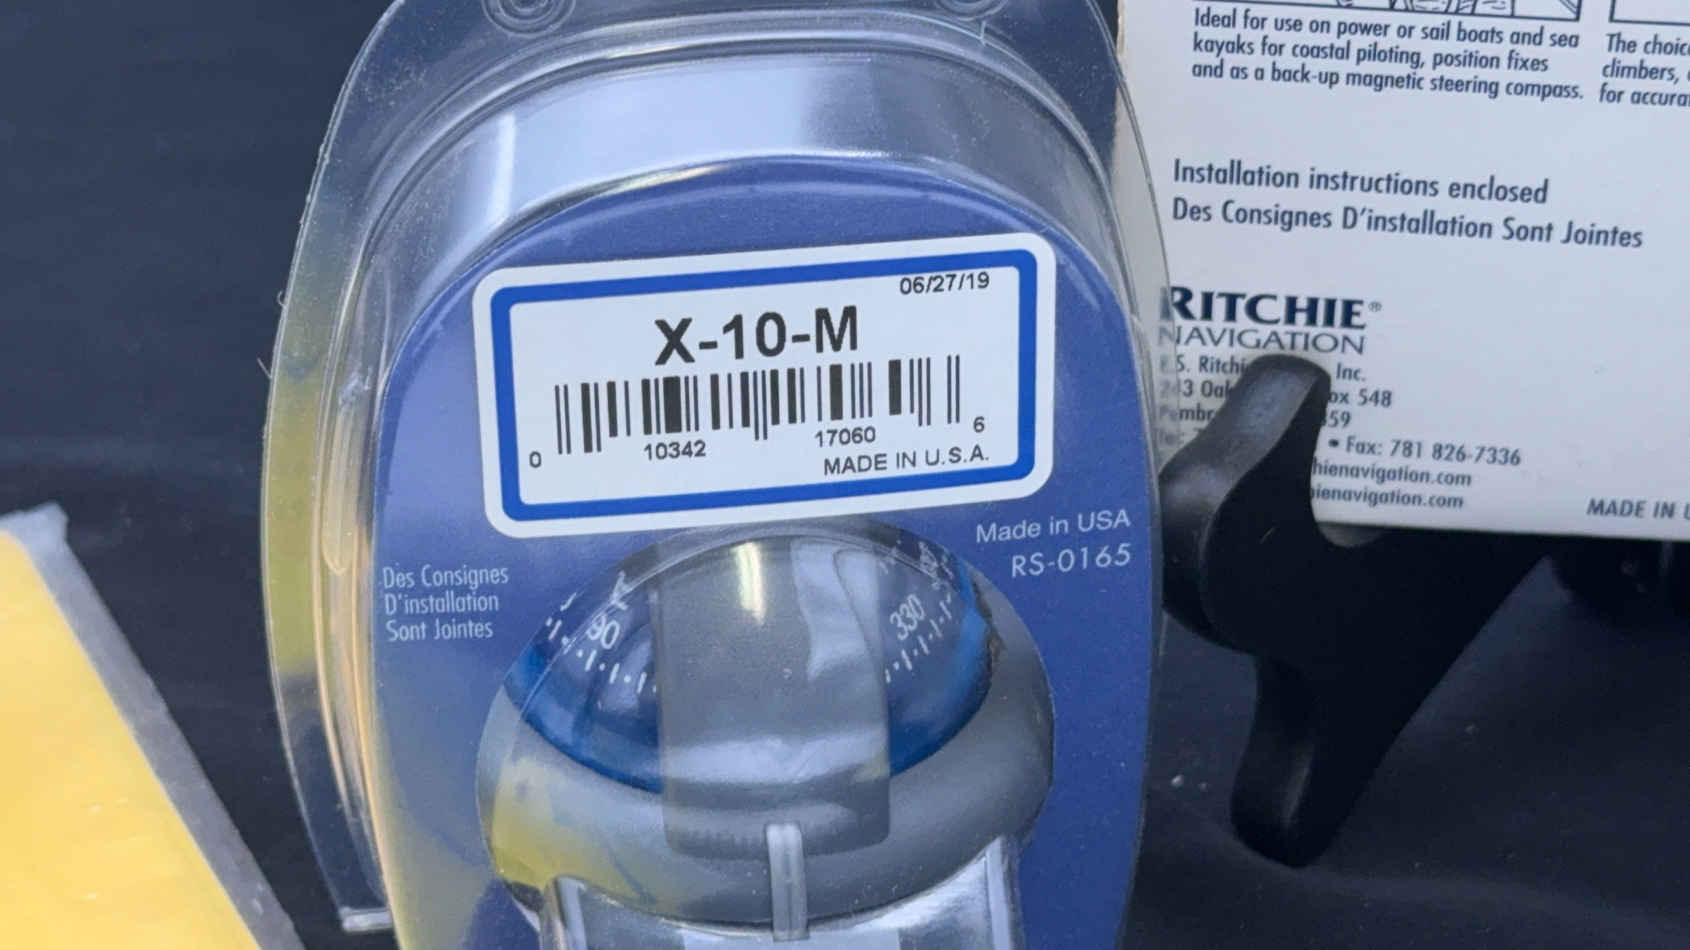 06/27/19
X-10-M
0 10342 17060 6
MADE IN U.S.A.
Made in USA
RS-0165
Des Consignes
D'installation
Sont Jointes
90
330
Ideal for use on power or sail boats and sea
kayaks for coastal piloting, position fixes
and as a back-up magnetic steering compass.
The
climbers,
for
Installation instructions enclosed
Des Consignes D'installation Sont Jointes
RITCHIE®
NAVIGATION
Inc.
548
• Fax: 781 826-7336
MADE IN